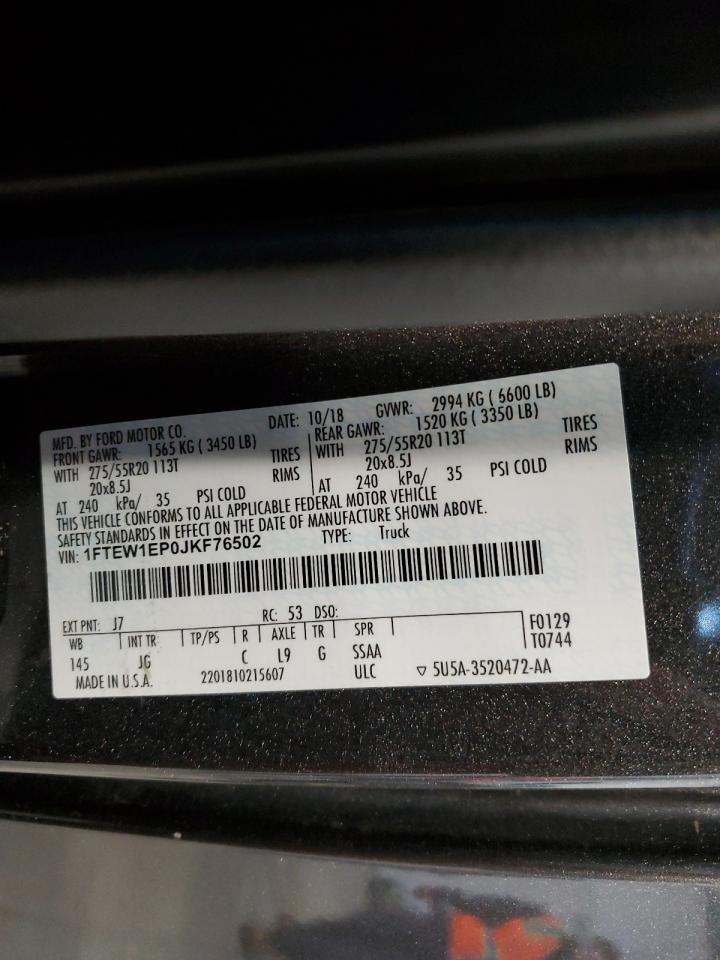 MFD. BY FORD MOTOR CO. DATE: 10/18 GVWR: 2994 KG ( 6600 LB)
FRONT GAWR: 1565 KG ( 3450 LB) REAR GAWR: 1520 KG ( 3350 LB)
WITH 275/55R20 113T TIRES WITH 275/55R20 113T TIRES
20x8.5J RIMS 20x8.5J RIMS
AT 240 kPa/ 35 PSI COLD AT 240 kPa/ 35 PSI COLD
THIS VEHICLE CONFORMS TO ALL APPLICABLE FEDERAL MOTOR VEHICLE
SAFETY STANDARDS IN EFFECT ON THE DATE OF MANUFACTURE SHOWN ABOVE.
VIN: 1FTEW1EP0JKF76502 TYPE: Truck
EXT PNT: J7 RC: 53 DSO: F0129
WB INT TR TP/PS R AXLE TR SPR T0744
145 JG C L9 G SSAA
MADE IN U.S.A. 2201810215607 ULC ▽ 5U5A-3520472-AA